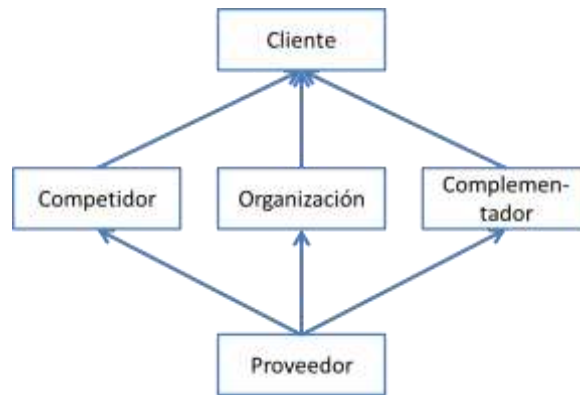 Cliente
Competidor
Organización
Complemen-
tador
Proveedor